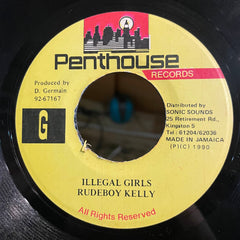 Penthouse
RECORDS
Produced by
D. Germain
92-67167
Distributed by
SONIC SOUNDS
25 Retirement Rd.,
Kingston 5
Tel: 61204/62036
MADE IN JAMAICA
(P)(C) 1990
G
ILLEGAL GIRLS
RUDEBOY KELLY
All Rights Reserved